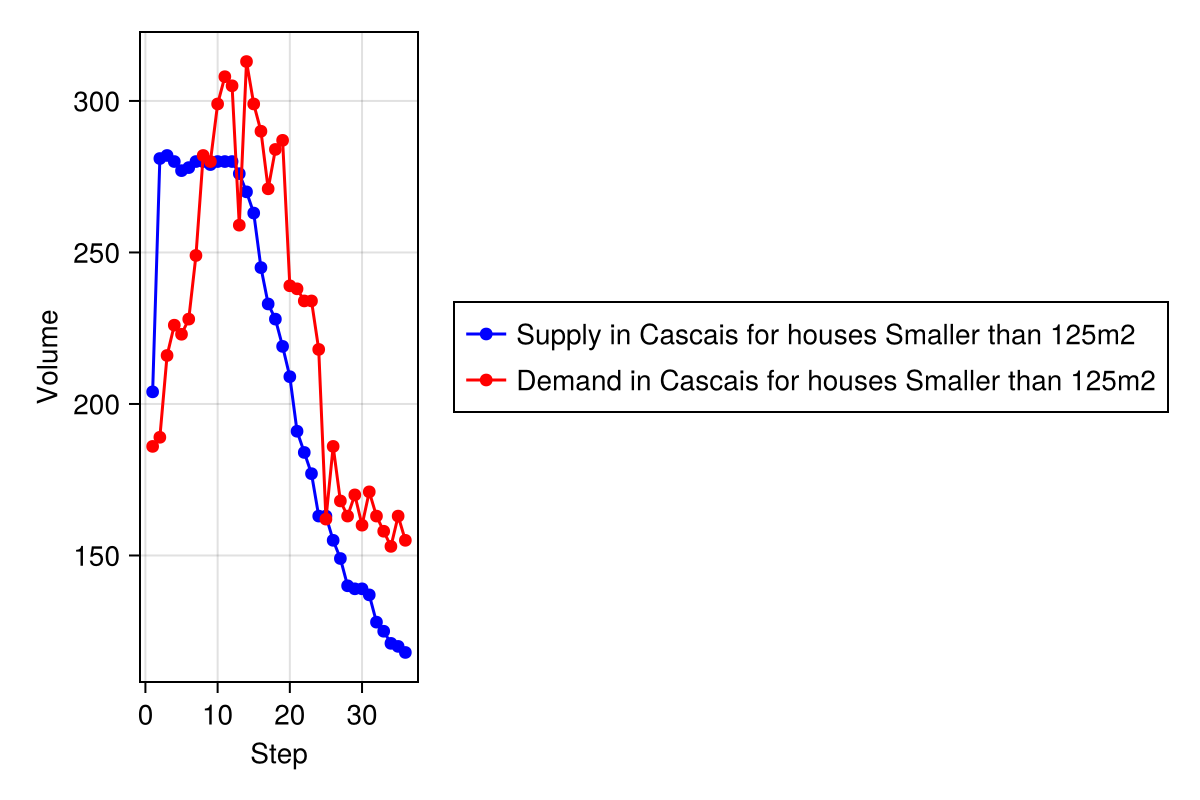 300
250
200
150
Volume
0 10 20 30
Step
Supply in Cascais for houses Smaller than 125m2
Demand in Cascais for houses Smaller than 125m2